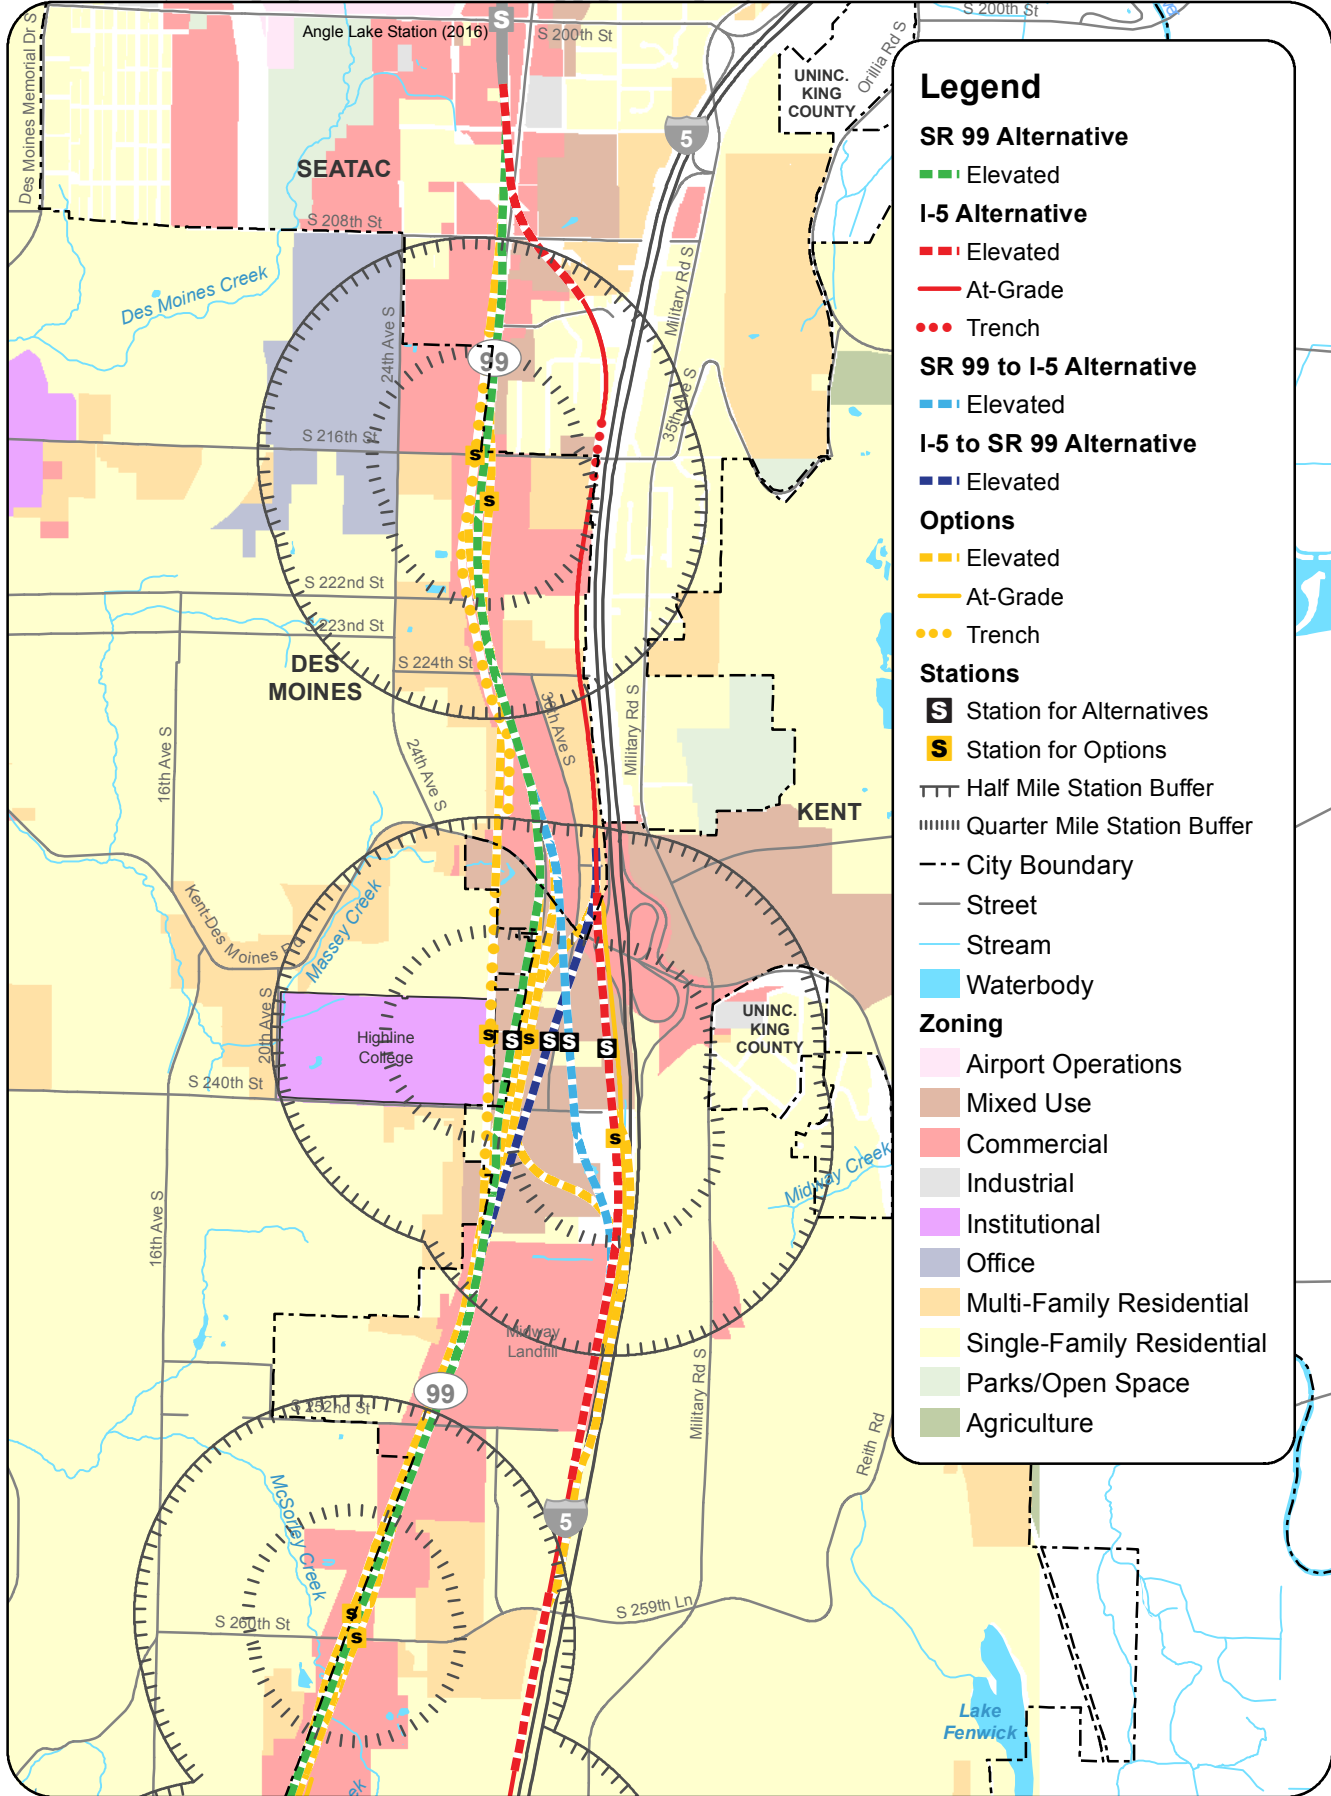 S 200th St
Angle Lake Station (2016)
S
S 200th St
Orillia Rd S
Des Moines Memorial Dr S
UNINC.
KING
COUNTY
5
SEATAC
S 208th St
Military Rd S
Des Moines Creek
24th Ave S
99
35th Ave S
S 216th St
S
S
S 222nd St
S 223rd St
DES
MOINES
S 224th St
36th Ave S
Military Rd S
16th Ave S
24th Ave S
KENT
Kent-Des Moines Rd
Massey Creek
20th Ave S
Highline
College
UNINC.
KING
COUNTY
S
S
S
S
S
S
S 240th St
S
Midway Creek
16th Ave S
Midway
Landfill
Military Rd S
99
S 252nd St
Reith Rd
McSorley Creek
5
S
S 260th St
S
S 259th Ln
Lake
Fenwick
Legend
SR 99 Alternative
Elevated
I-5 Alternative
Elevated
At-Grade
Trench
SR 99 to I-5 Alternative
Elevated
I-5 to SR 99 Alternative
Elevated
Options
Elevated
At-Grade
Trench
Stations
S Station for Alternatives
S Station for Options
Half Mile Station Buffer
Quarter Mile Station Buffer
City Boundary
Street
Stream
Waterbody
Zoning
Airport Operations
Mixed Use
Commercial
Industrial
Institutional
Office
Multi-Family Residential
Single-Family Residential
Parks/Open Space
Agriculture